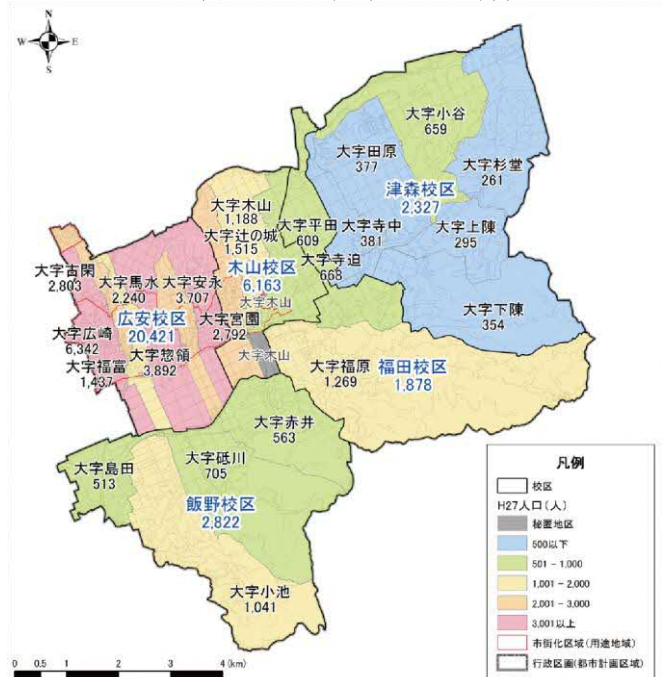 N
W E
S
大字小谷
659
大字田原
377
大字杉堂
261
津森校区
2,327
大字木山
1,188
大字平田
609
大字寺中
381
大字上陳
295
大字辻の城
1,515
木山校区
6,163
大字寺迫
668
大字古閑
2,803
大字馬水
2,240
大字安永
3,707
大字木山
大字下陳
354
広安校区
20,421
大字宮園
2,792
大字広崎
6,342
大字惣領
3,892
大字福富
1,437
大字木山
大字福原
1,269
福田校区
1,878
大字赤井
563
大字砥川
705
大字島田
513
飯野校区
2,822
大字小池
1,041
凡例
校区
H27人口(人)
秘匿地区
500以下
501 - 1,000
1,001 - 2,000
2,001 - 3,000
3,001以上
市街化区域(用途地域)
行政区画(都市計画区域)
0 0.5 1 2 3 4 (km)